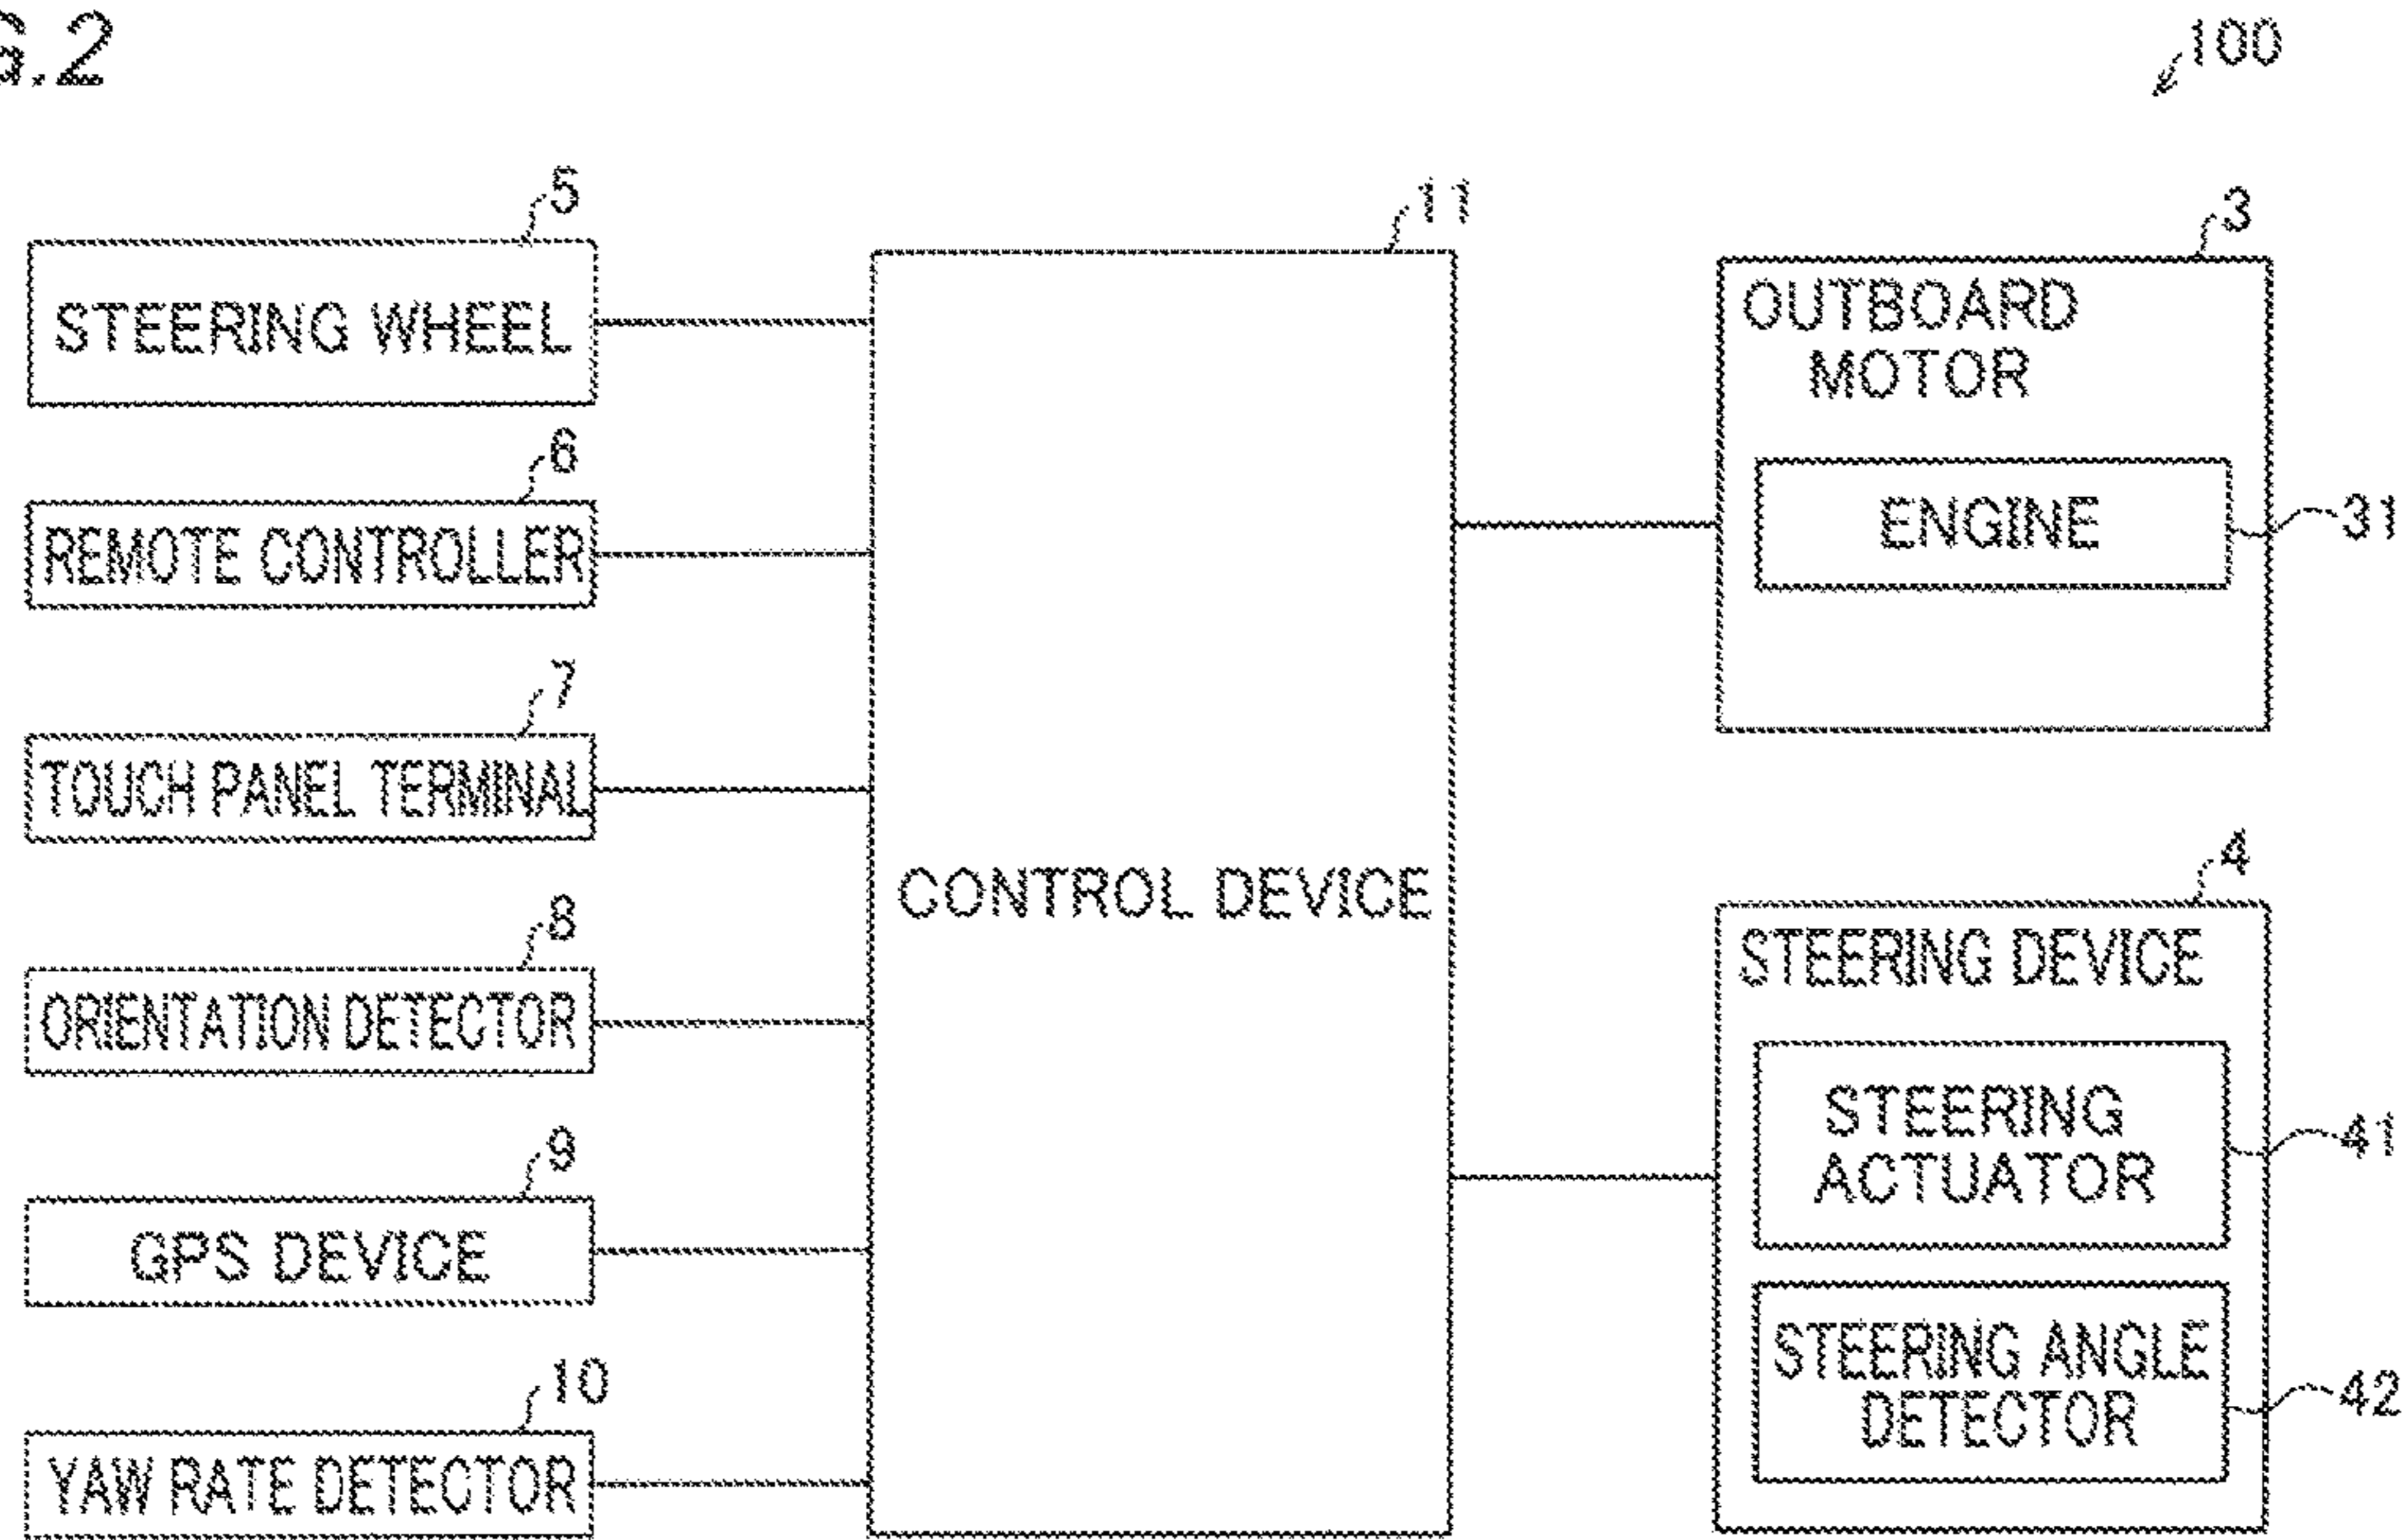 G.2
100
5
STEERING WHEEL
6
REMOTE CONTROLLER
7
TOUCH PANEL TERMINAL
8
ORIENTATION DETECTOR
9
GPS DEVICE
10
YAW RATE DETECTOR
11
CONTROL DEVICE
3
OUTBOARD
MOTOR
ENGINE
31
4
STEERING DEVICE
STEERING
ACTUATOR
41
STEERING ANGLE
DETECTOR
42